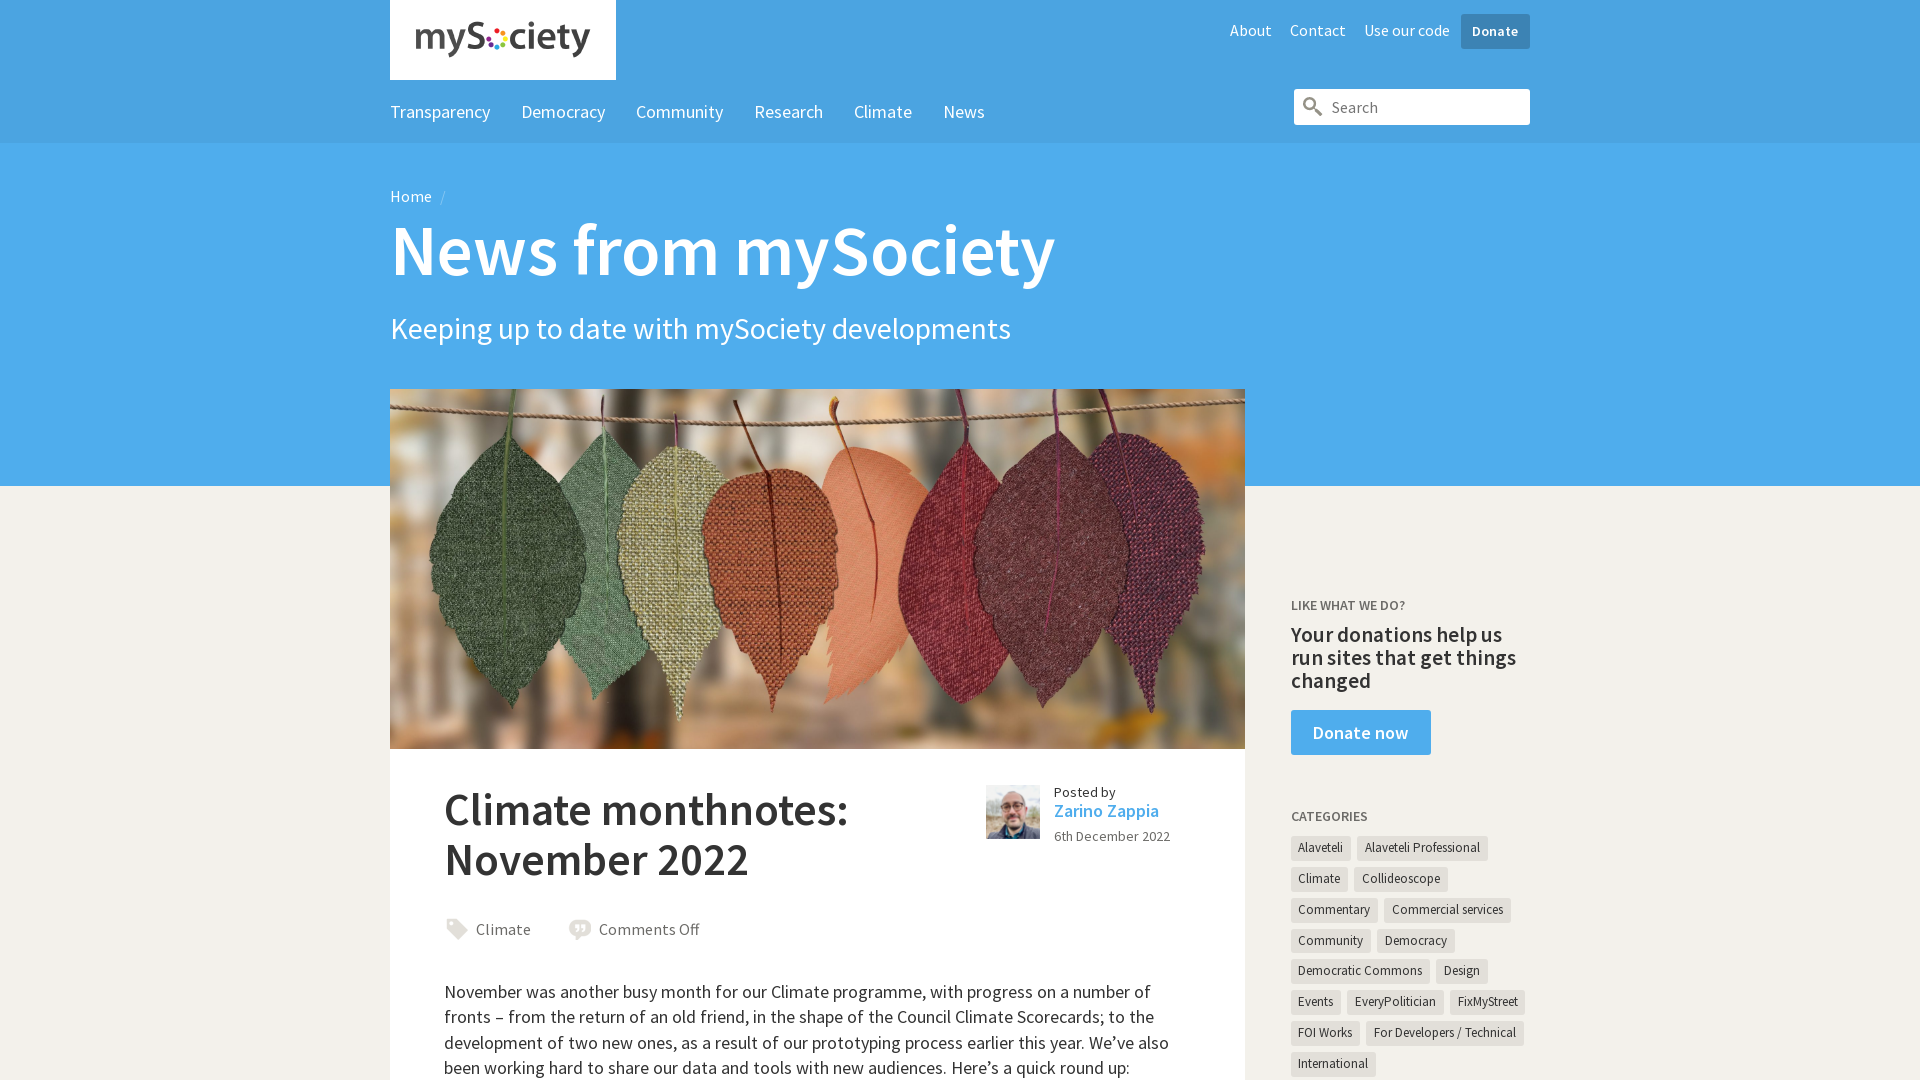 mySociety
About
Contact
Use our code
Donate
Transparency
Democracy
Community
Research
Climate
News
Search
Home /
News from mySociety
Keeping up to date with mySociety developments
Climate monthnotes:
November 2022
Posted by
Zarino Zappia
6th December 2022
Climate
Comments Off
November was another busy month for our Climate programme, with progress on a number of
fronts – from the return of an old friend, in the shape of the Council Climate Scorecards; to the
development of two new ones, as a result of our prototyping process earlier this year. We’ve also
been working hard to share our data and tools with new audiences. Here’s a quick round up:
LIKE WHAT WE DO?
Your donations help us
run sites that get things
changed
Donate now
CATEGORIES
Alaveteli
Alaveteli Professional
Climate
Collideoscope
Commentary
Commercial services
Community
Democracy
Democratic Commons
Design
Events
EveryPolitician
FixMyStreet
FOI Works
For Developers / Technical
International